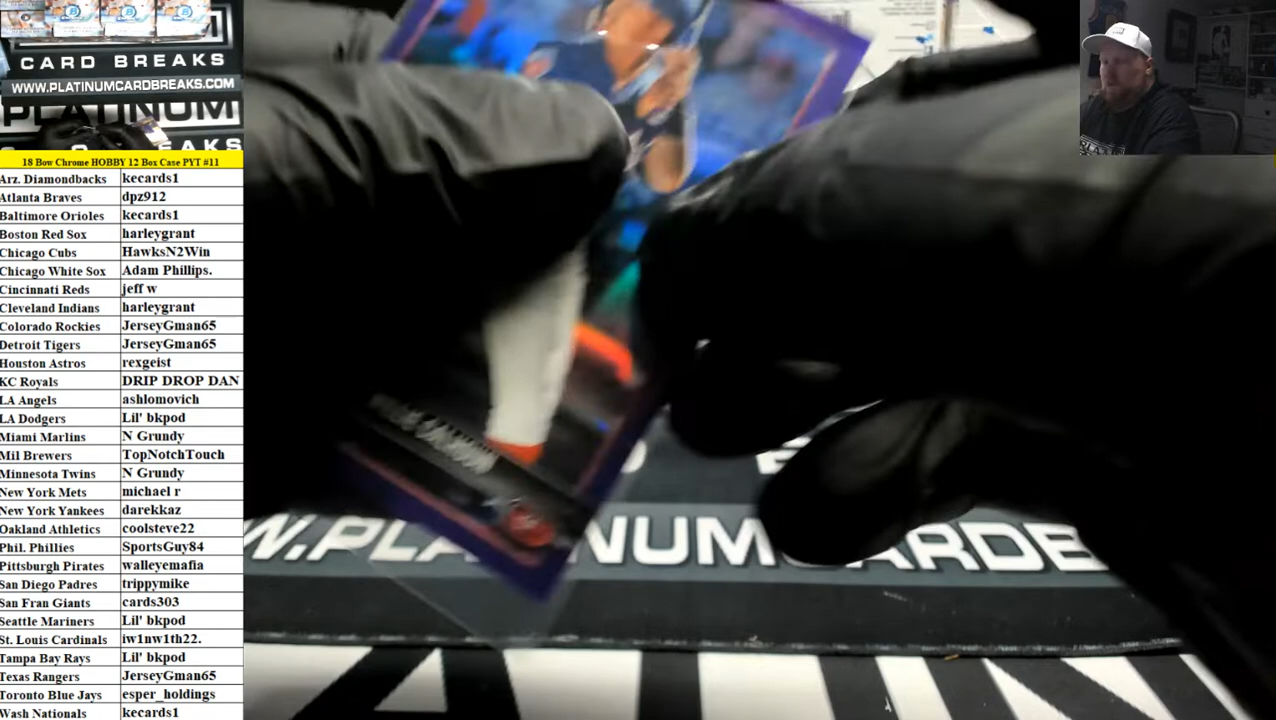 CARD BREAKS
WWW.PLATINUMCARDBREAKS.COM
PLATINUM
18 Bow Chrome HOBBY 12 Box Case PYT #11
Arz. Diamondbacks kecards1
Atlanta Braves dpz912
Baltimore Orioles kecards1
Boston Red Sox harleygrant
Chicago Cubs HawksN2Win
Chicago White Sox Adam Phillips.
Cincinnati Reds jeff w
Cleveland Indians harleygrant
Colorado Rockies JerseyGman65
Detroit Tigers JerseyGman65
Houston Astros rexgeist
KC Royals DRIP DROP DAN
LA Angels ashlomovich
LA Dodgers Lil' bkpod
Miami Marlins N Grundy
Mil Brewers TopNotchTouch
Minnesota Twins N Grundy
New York Mets michael r
New York Yankees darekkaz
Oakland Athletics coolsteve22
Phil. Phillies SportsGuy84
Pittsburgh Pirates walleyemafia
San Diego Padres trippymike
San Fran Giants cards303
Seattle Mariners Lil' bkpod
St. Louis Cardinals iw1nw1th22.
Tampa Bay Rays Lil' bkpod
Texas Rangers JerseyGman65
Toronto Blue Jays esper_holdings
Wash Nationals kecards1
W.PLATINUMCARDE